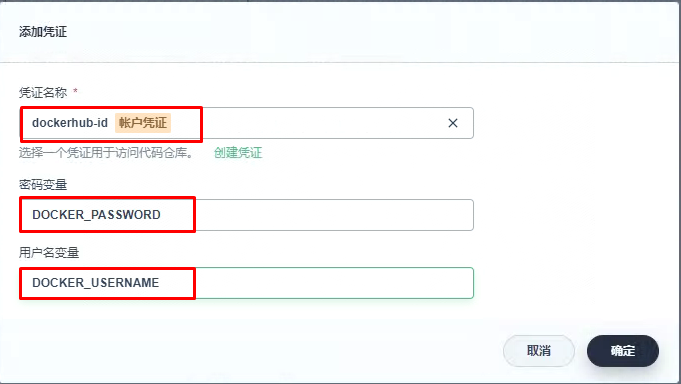 添加凭证
凭证名称 *
dockerhub-id 帐户凭证
选择一个凭证用于访问代码仓库。 创建凭证
密码变量
DOCKER_PASSWORD
用户名变量
DOCKER_USERNAME
取消 确定